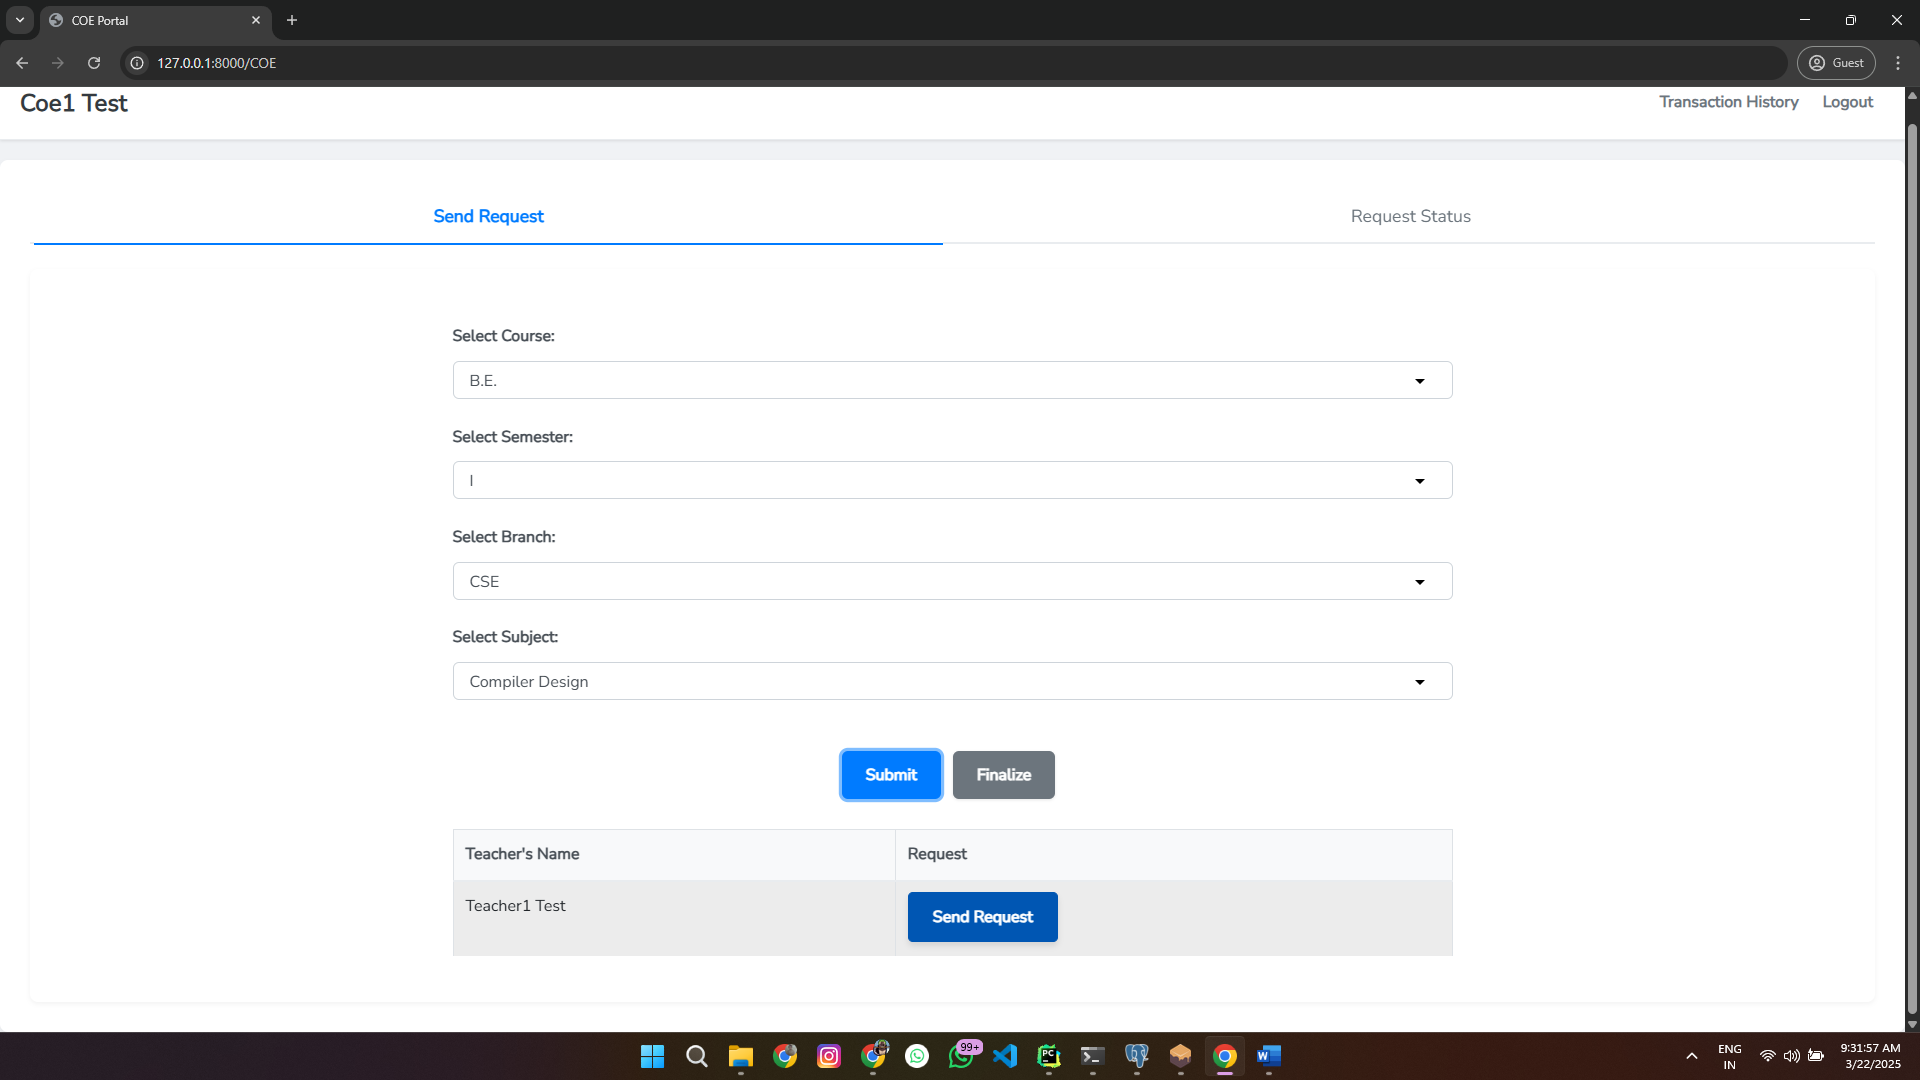 COE Portal
127.0.0.1:8000/COE
Guest
Coe1 Test
Transaction History
Logout
Send Request
Request Status
Select Course:
B.E.
Select Semester:
I
Select Branch:
CSE
Select Subject:
Compiler Design
Submit
Finalize
Teacher's Name
Request
Teacher1 Test
Send Request
99+
PC
W
ENG
IN
9:31:57 AM
3/22/2025